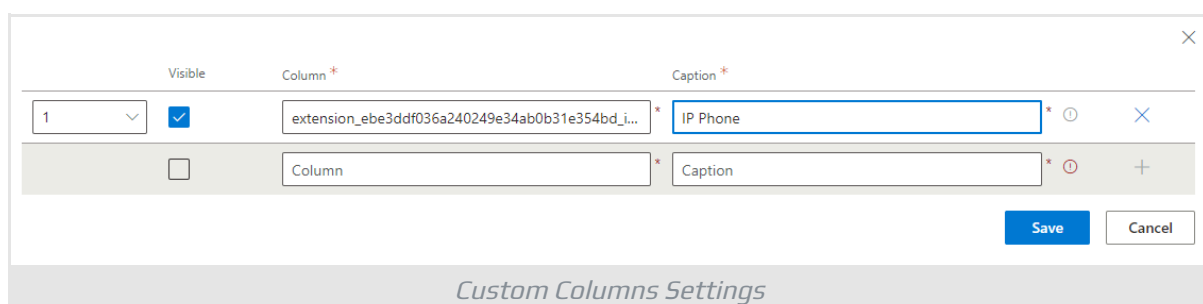 Visible Column * Caption *
1 extension_ebe3ddf036a240249e34ab0b31e354bd_i... * IP Phone *
Column * Caption *
Save Cancel
Custom Columns Settings